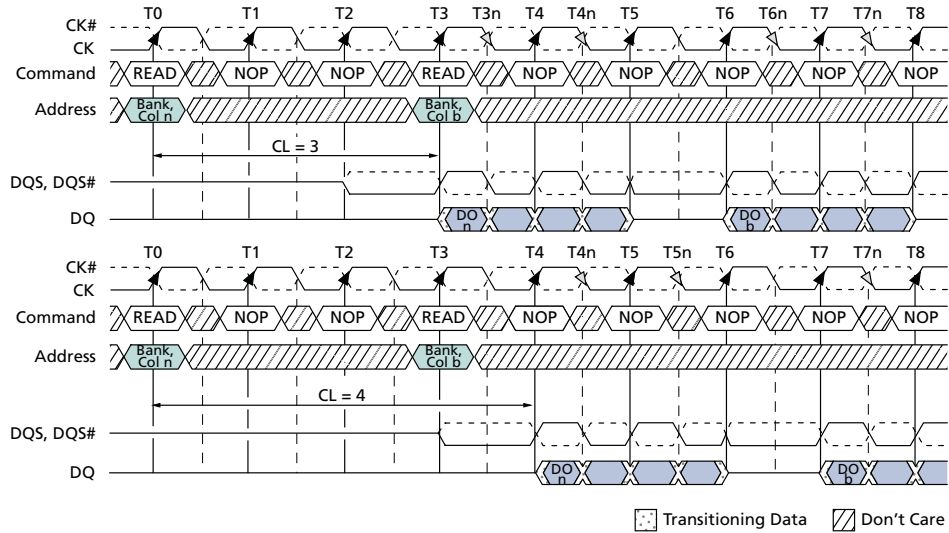 T0 T1 T2 T3 T3n T4 T4n T5 T6 T6n T7 T7n T8
CK#
CK
Command READ NOP NOP READ NOP NOP NOP NOP NOP
Address Bank, Col n Bank, Col b
CL = 3
DQS, DQS#
DQ DO n DO b
T0 T1 T2 T3 T4 T4n T5 T5n T6 T7 T7n T8
CK#
CK
Command READ NOP NOP READ NOP NOP NOP NOP NOP
Address Bank, Col n Bank, Col b
CL = 4
DQS, DQS#
DQ DO n DO b
Transitioning Data Don't Care